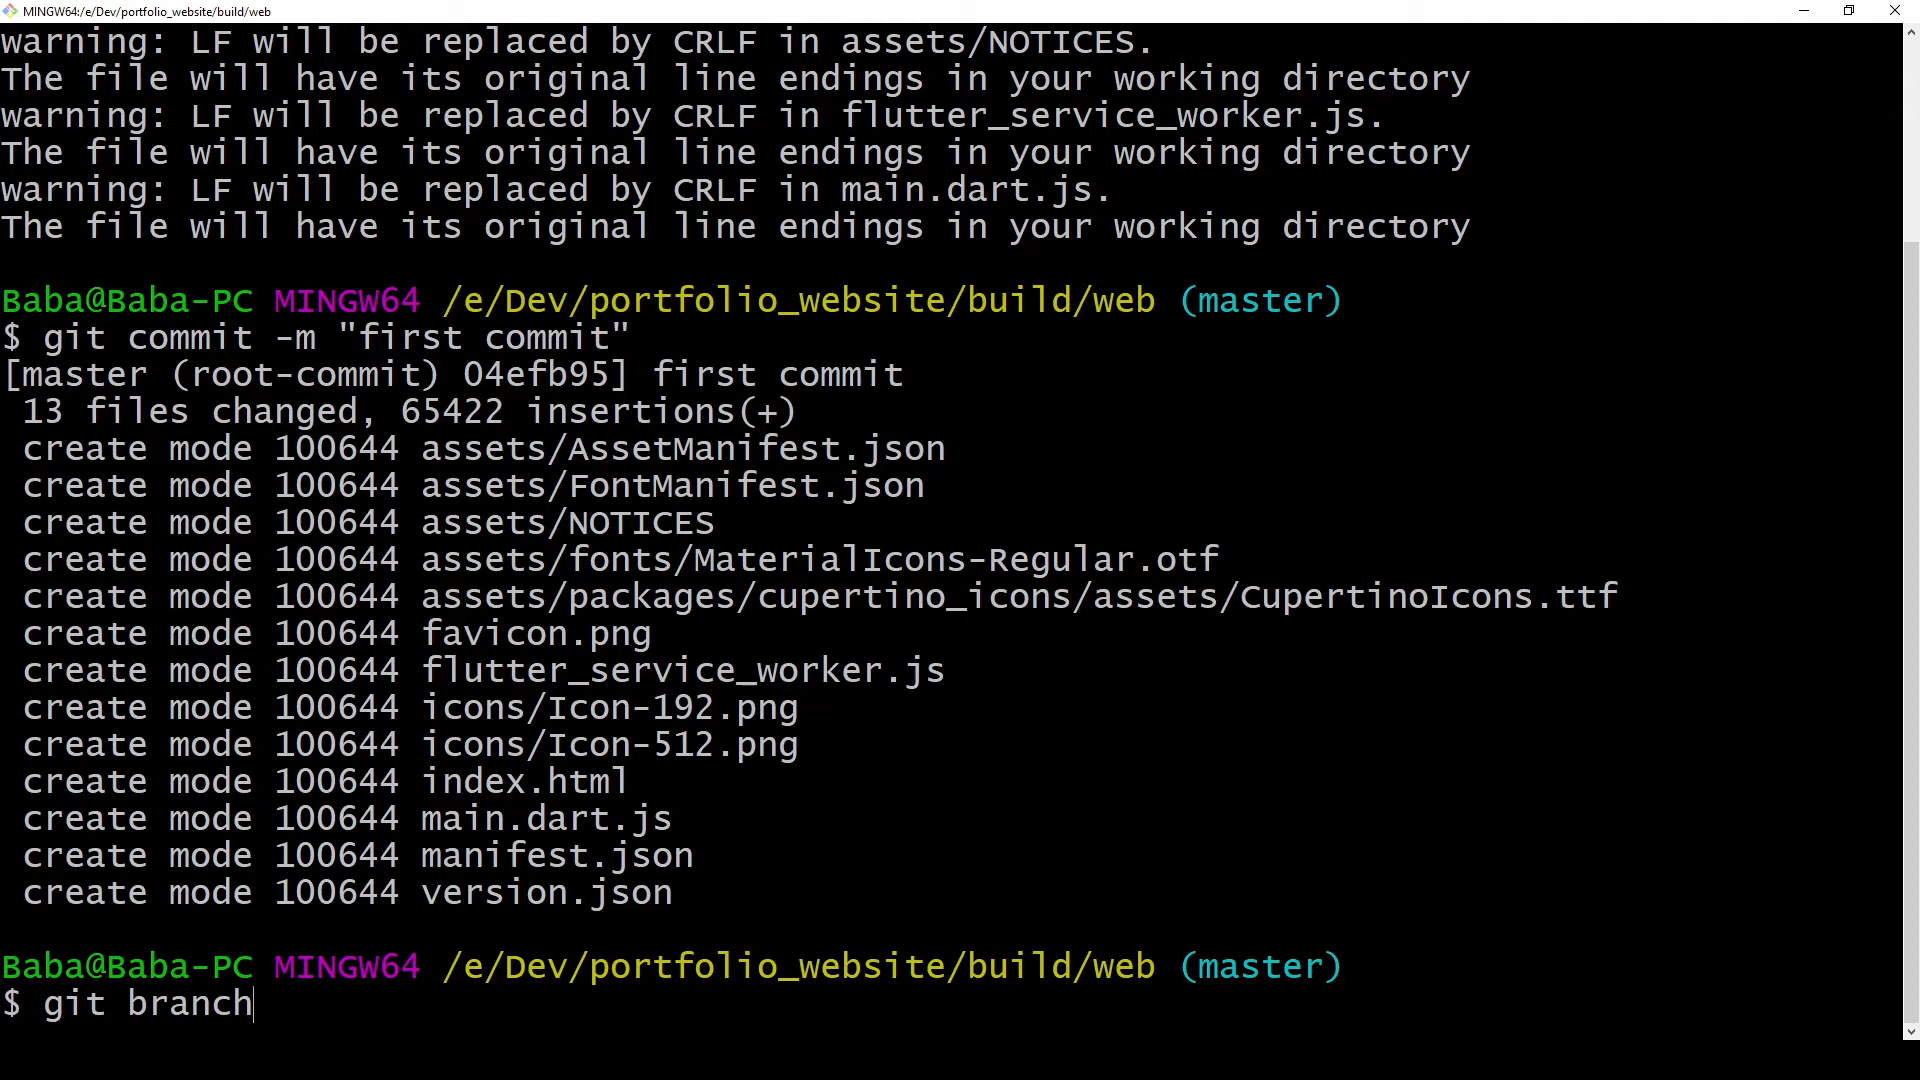 MINGW64:/e/Dev/portfolio_website/build/web
warning: LF will be replaced by CRLF in assets/NOTICES.
The file will have its original line endings in your working directory
warning: LF will be replaced by CRLF in flutter_service_worker.js.
The file will have its original line endings in your working directory
warning: LF will be replaced by CRLF in main.dart.js.
The file will have its original line endings in your working directory
Baba@Baba-PC MINGW64 /e/Dev/portfolio_website/build/web (master)
$ git commit -m "first commit"
[master (root-commit) 04efb95] first commit
 13 files changed, 65422 insertions(+)
 create mode 100644 assets/AssetManifest.json
 create mode 100644 assets/FontManifest.json
 create mode 100644 assets/NOTICES
 create mode 100644 assets/fonts/MaterialIcons-Regular.otf
 create mode 100644 assets/packages/cupertino_icons/assets/CupertinoIcons.ttf
 create mode 100644 favicon.png
 create mode 100644 flutter_service_worker.js
 create mode 100644 icons/Icon-192.png
 create mode 100644 icons/Icon-512.png
 create mode 100644 index.html
 create mode 100644 main.dart.js
 create mode 100644 manifest.json
 create mode 100644 version.json
Baba@Baba-PC MINGW64 /e/Dev/portfolio_website/build/web (master)
$ git branch